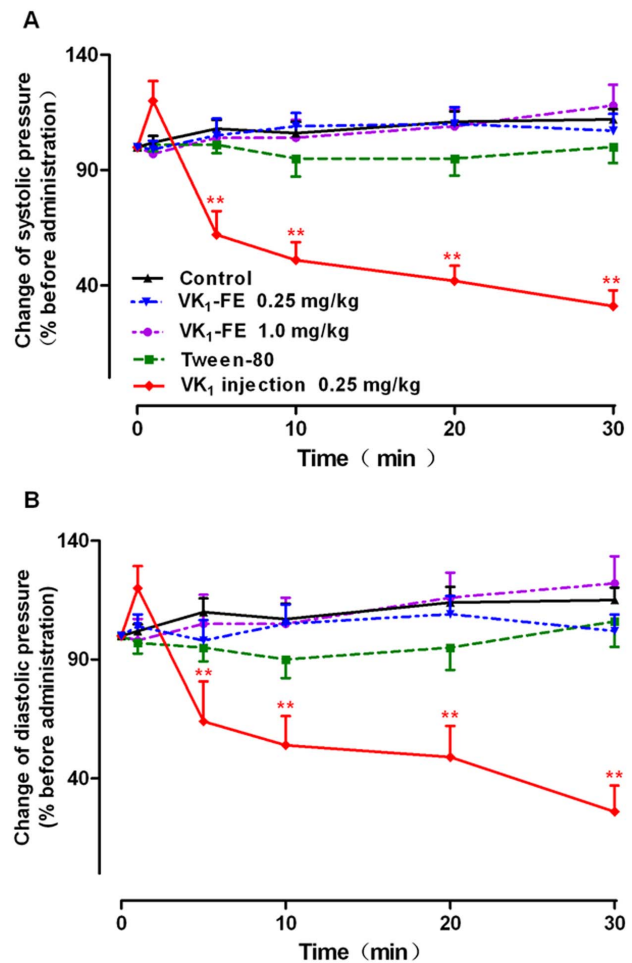 A
Change of systolic pressure
(% before administration)
140
90
40
**
**
**
**
Control
VK₁-FE 0.25 mg/kg
VK₁-FE 1.0 mg/kg
Tween-80
VK₁ injection 0.25 mg/kg
0
10
20
30
Time（ min ）
B
Change of diastolic pressure
(% before administration)
140
90
40
**
**
**
**
0
10
20
30
Time（min）